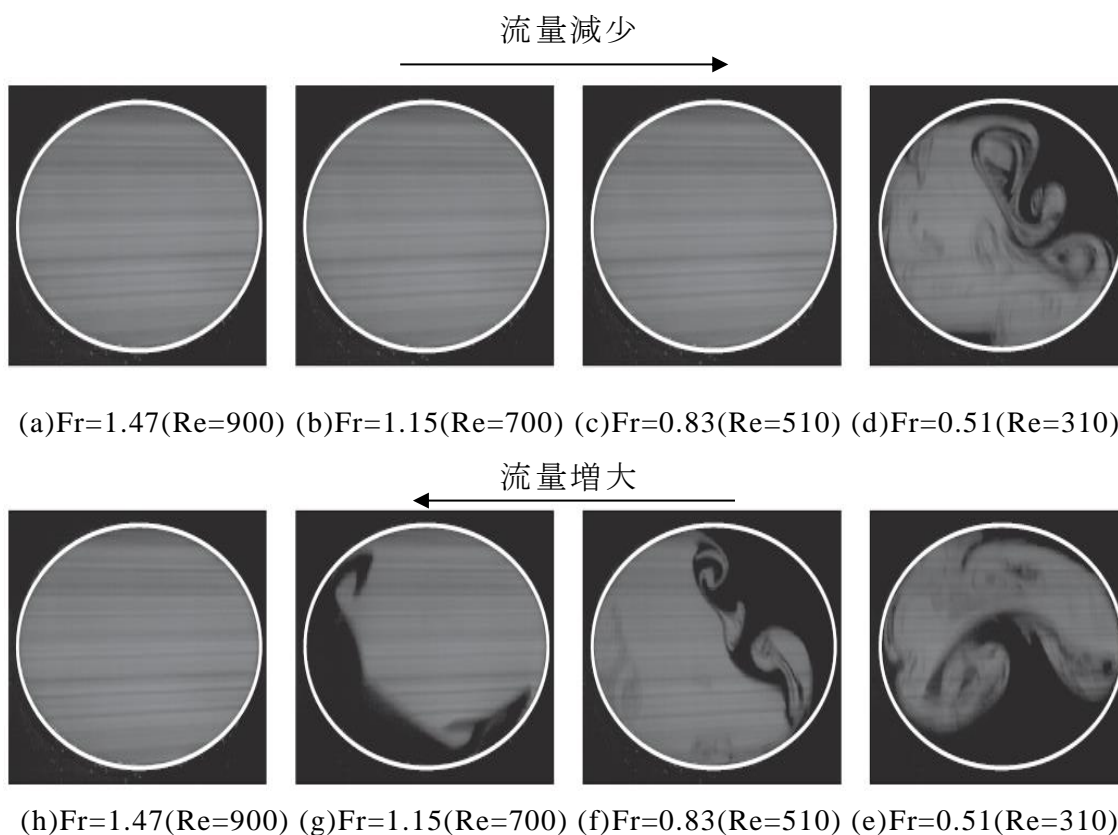 流量減少
(a)Fr=1.47(Re=900) (b)Fr=1.15(Re=700) (c)Fr=0.83(Re=510) (d)Fr=0.51(Re=310)
流量増大
(h)Fr=1.47(Re=900) (g)Fr=1.15(Re=700) (f)Fr=0.83(Re=510) (e)Fr=0.51(Re=310)